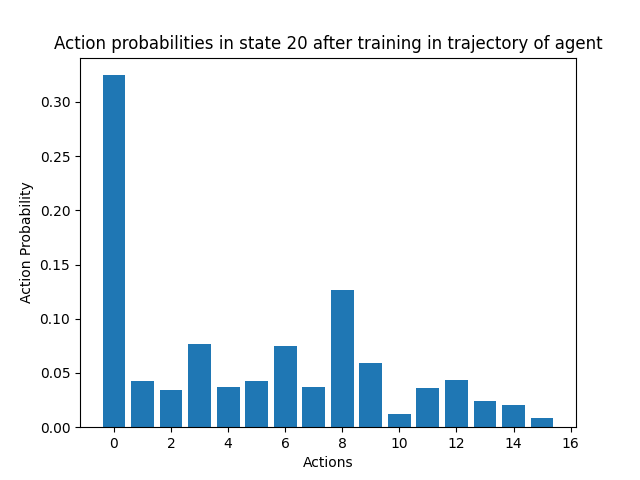 Action probabilities in state 20 after training in trajectory of agent
0.30
0.25
0.20
0.15
0.10
0.05
0.00
Action Probability
0 2 4 6 8 10 12 14 16
Actions